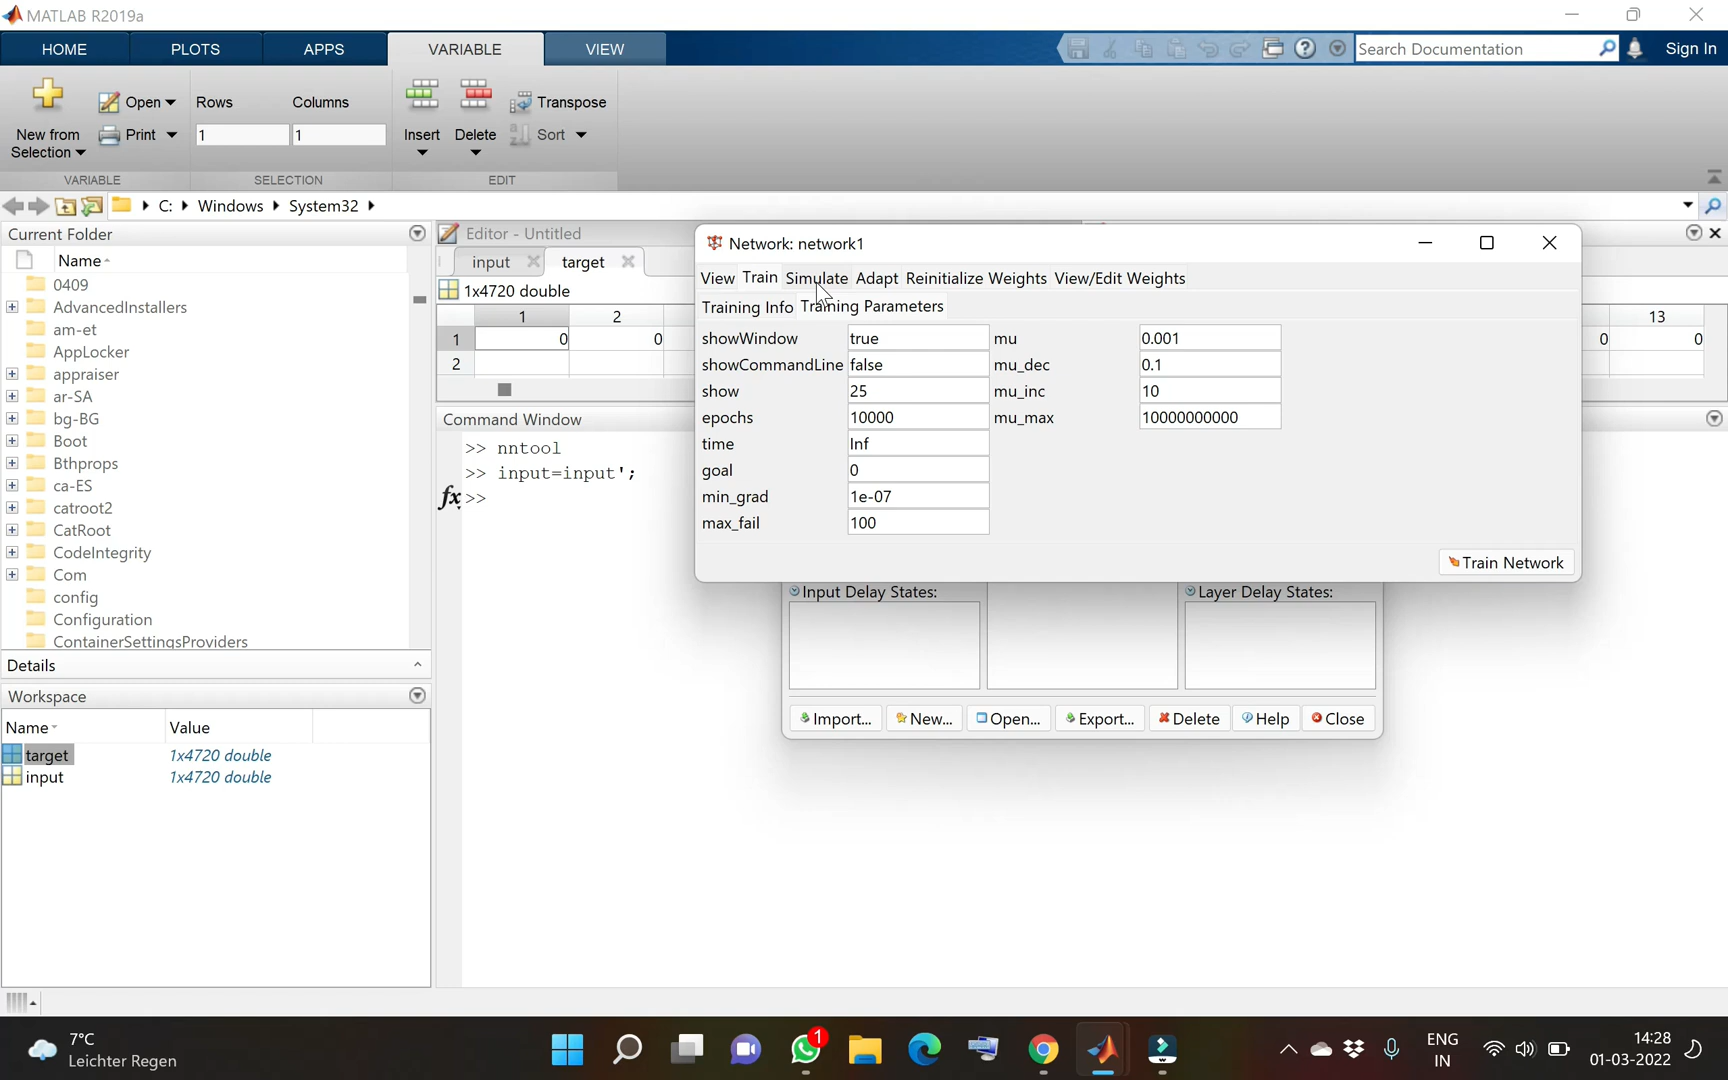 MATLAB R2019a
HOME PLOTS APPS VARIABLE VIEW
Search Documentation
Sign In
New from
Selection
Open
Print
Rows Columns
1 1
Insert Delete
Transpose
Sort
VARIABLE SELECTION EDIT
C: Windows System32
Current Folder
Name
0409
AdvancedInstallers
am-et
AppLocker
appraiser
ar-SA
bg-BG
Boot
Bthprops
ca-ES
catroot2
CatRoot
CodeIntegrity
Com
config
Configuration
ContainerSettingsProviders
Details
Workspace
Name Value
target 1x4720 double
input 1x4720 double
Editor - Untitled
input target
1x4720 double
1 2 13
1 0 0 0 0
2
Command Window
>> nntool
>> input=input';
fx >>
Network: network1
View Train Simulate Adapt Reinitialize Weights View/Edit Weights
Training Info Training Parameters
showWindow true mu 0.001
showCommandLine false mu_dec 0.1
show 25 mu_inc 10
epochs 10000 mu_max 10000000000
time Inf
goal 0
min_grad 1e-07
max_fail 100
Train Network
Input Delay States: Layer Delay States:
Import... New... Open... Export... Delete Help Close
7°C
Leichter Regen
1
ENG
IN
14:28
01-03-2022